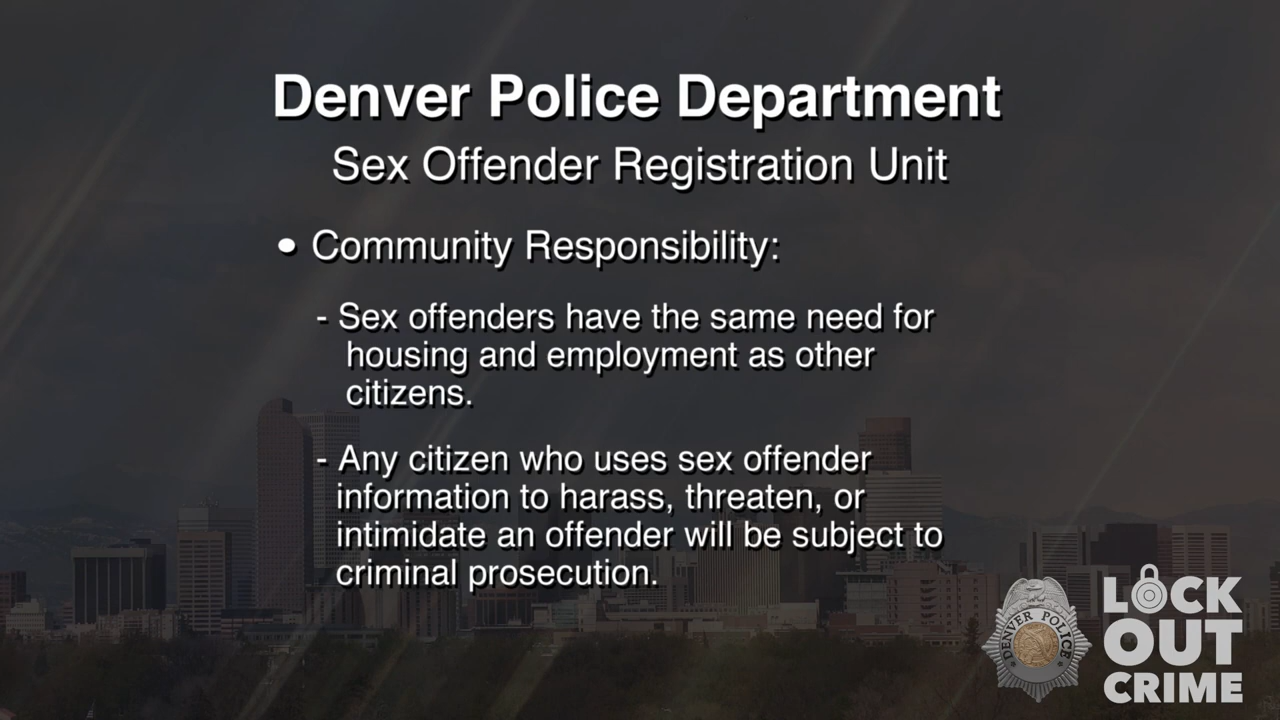 Denver Police Department
Sex Offender Registration Unit
• Community Responsibility:
- Sex offenders have the same need for
housing and employment as other
citizens.
- Any citizen who uses sex offender
information to harass, threaten, or
intimidate an offender will be subject to
criminal prosecution.
DENVER POLICE
LOCK
OUT
CRIME